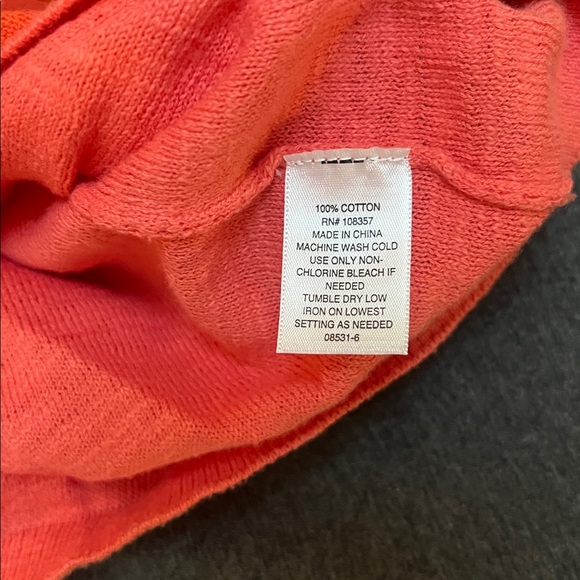 100% COTTON
RN# 108357
MADE IN CHINA
MACHINE WASH COLD
USE ONLY NON-
CHLORINE BLEACH IF
NEEDED
TUMBLE DRY LOW
IRON ON LOWEST
SETTING AS NEEDED
08531-6